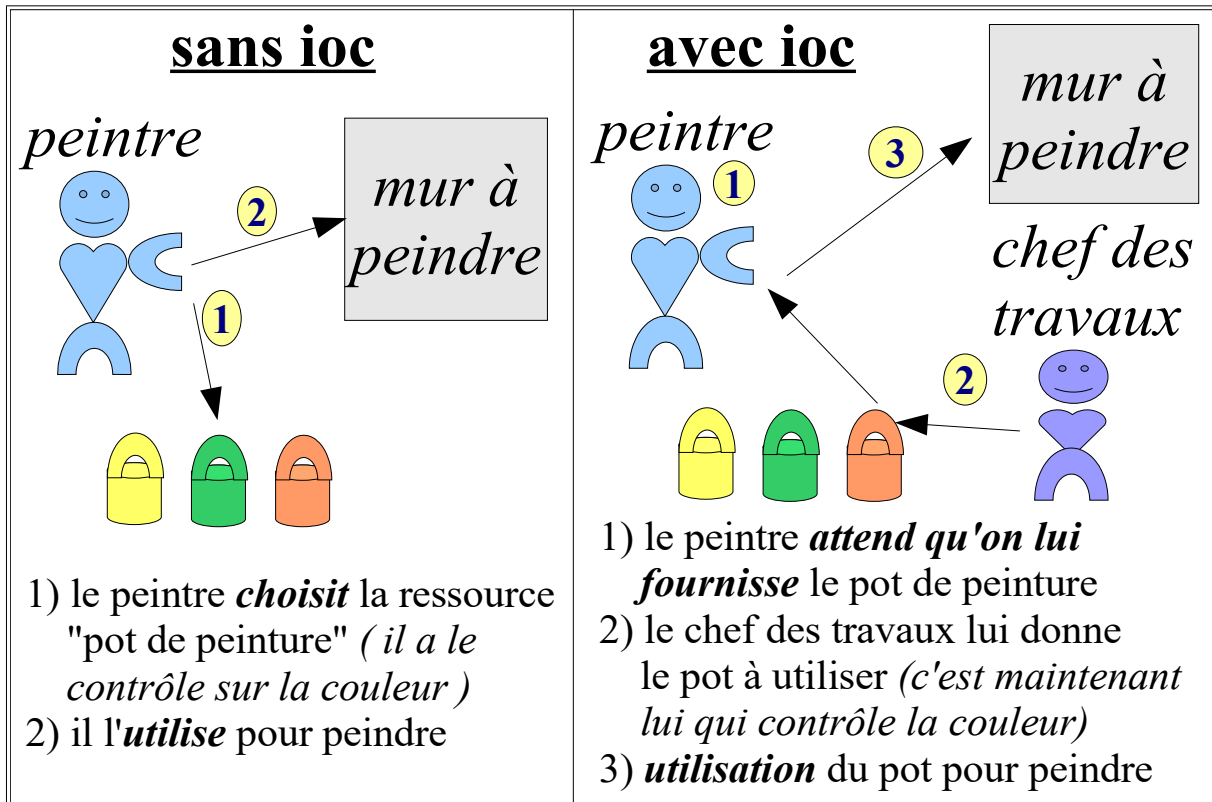 sans ioc
peintre
mur à
peindre
2
1
1) le peintre choisit la ressource
"pot de peinture" ( il a le
contrôle sur la couleur )
2) il l'utilise pour peindre
avec ioc
peintre
1
3
mur à
peindre
chef des
travaux
2
1) le peintre attend qu'on lui
fournisse le pot de peinture
2) le chef des travaux lui donne
le pot à utiliser (c'est maintenant
lui qui contrôle la couleur)
3) utilisation du pot pour peindre